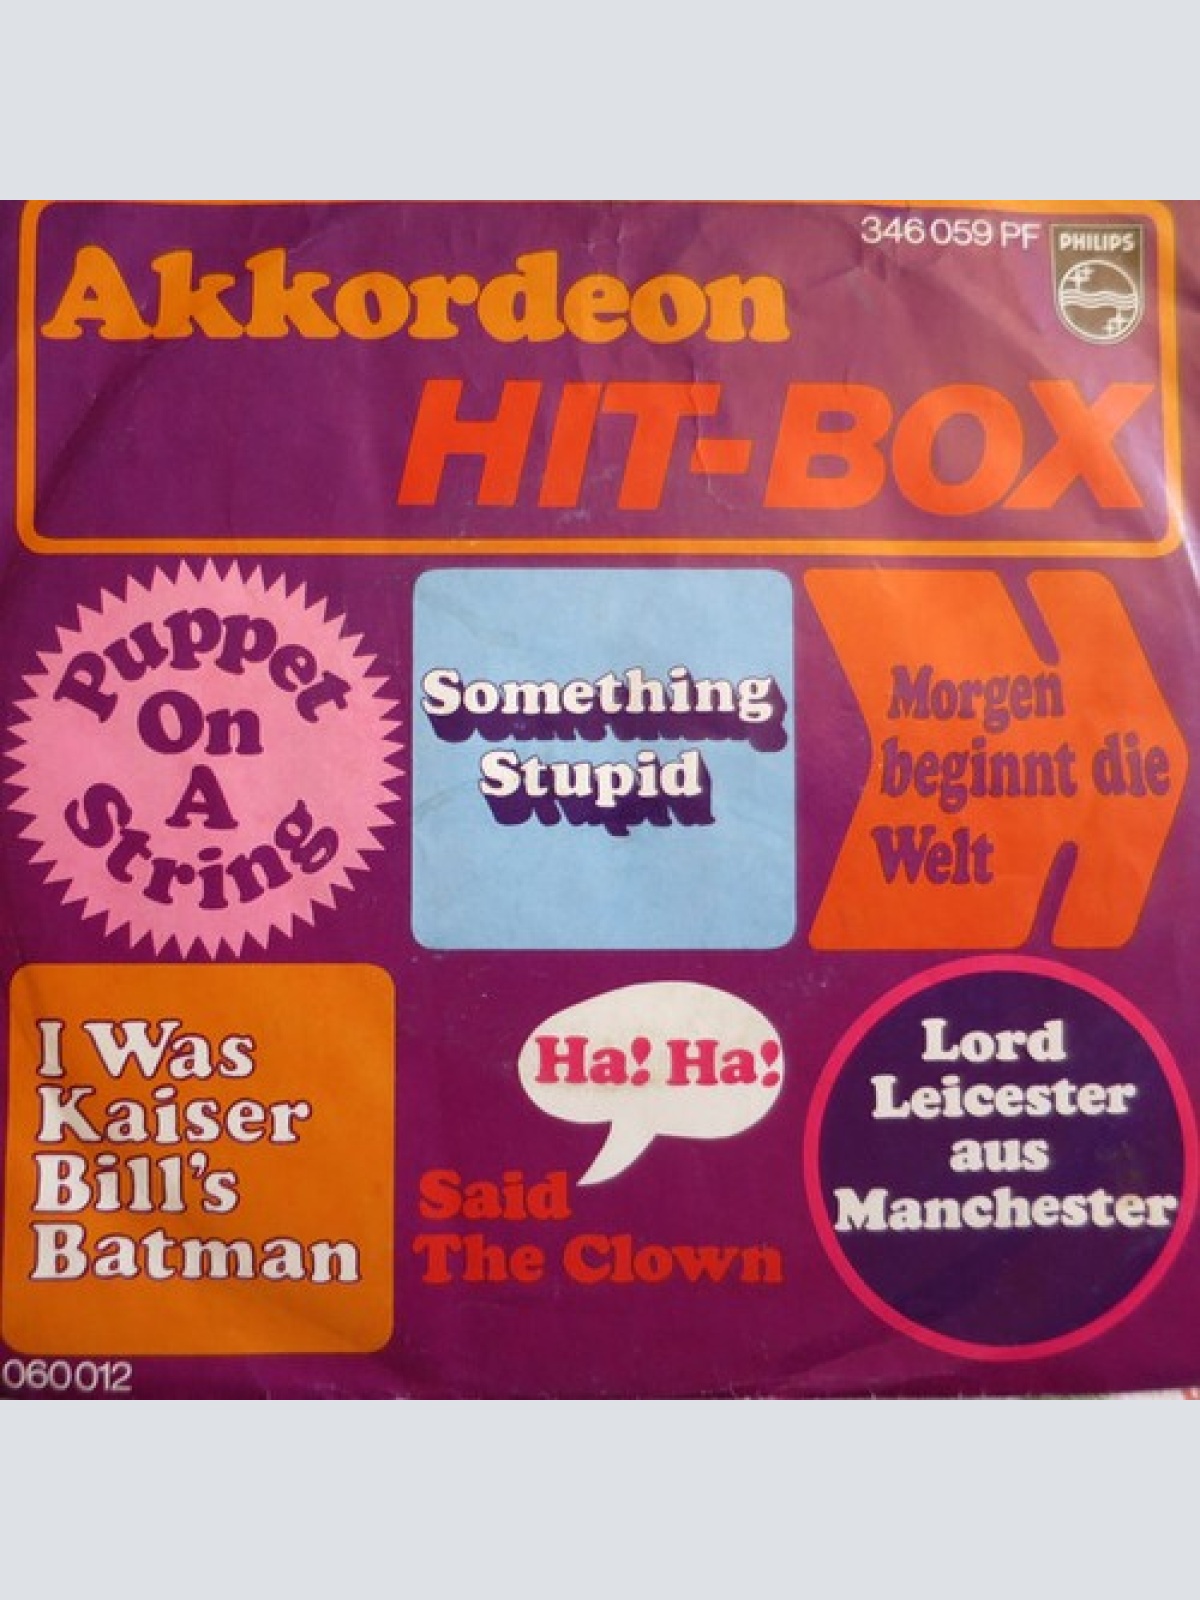 346 059 PF
PHILIPS
Akkordeon
HIT-BOX
Puppet
On
A
String
Something
Stupid
Morgen
beginnt die
Welt
I Was
Kaiser
Bill's
Batman
Ha! Ha!
Said
The Clown
Lord
Leicester
aus
Manchester
060 012